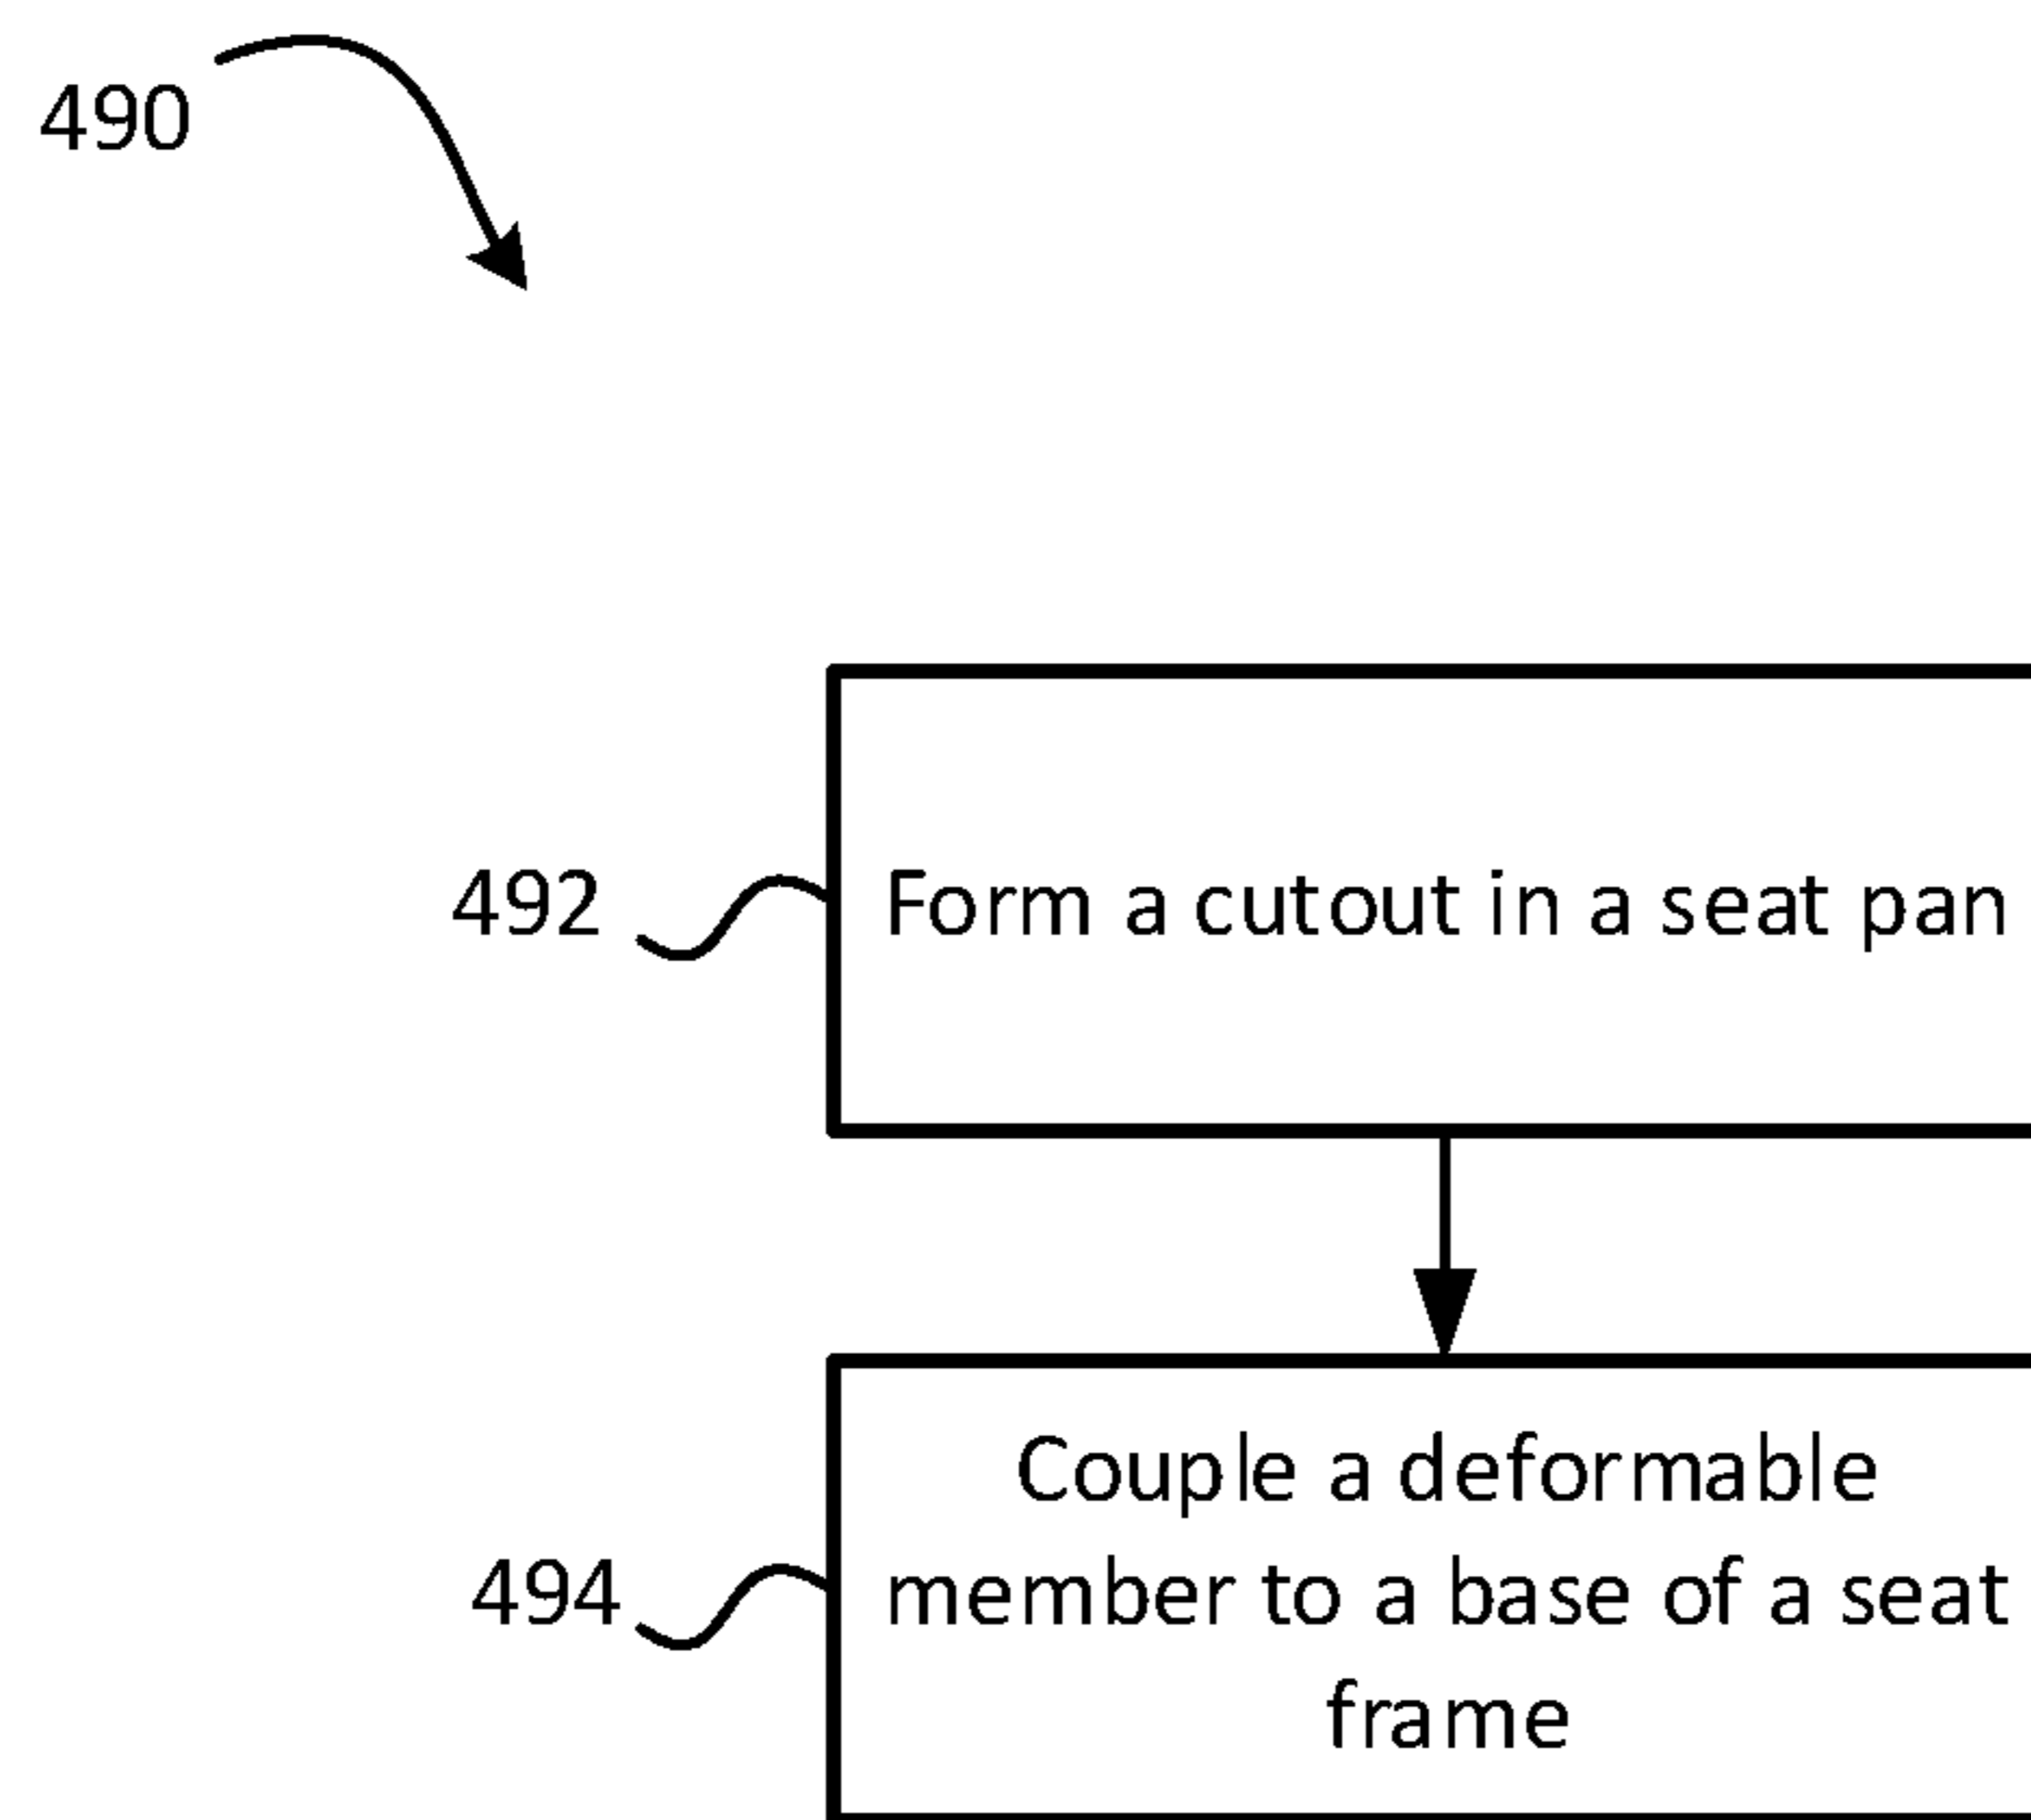 490
492
Form a cutout in a seat pan
494
Couple a deformable
member to a base of a seat
frame